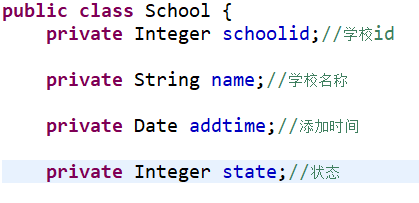 public class School {
private Integer schoolid;//学校id
private String name;//学校名称
private Date addtime;//添加时间
private Integer state;//状态